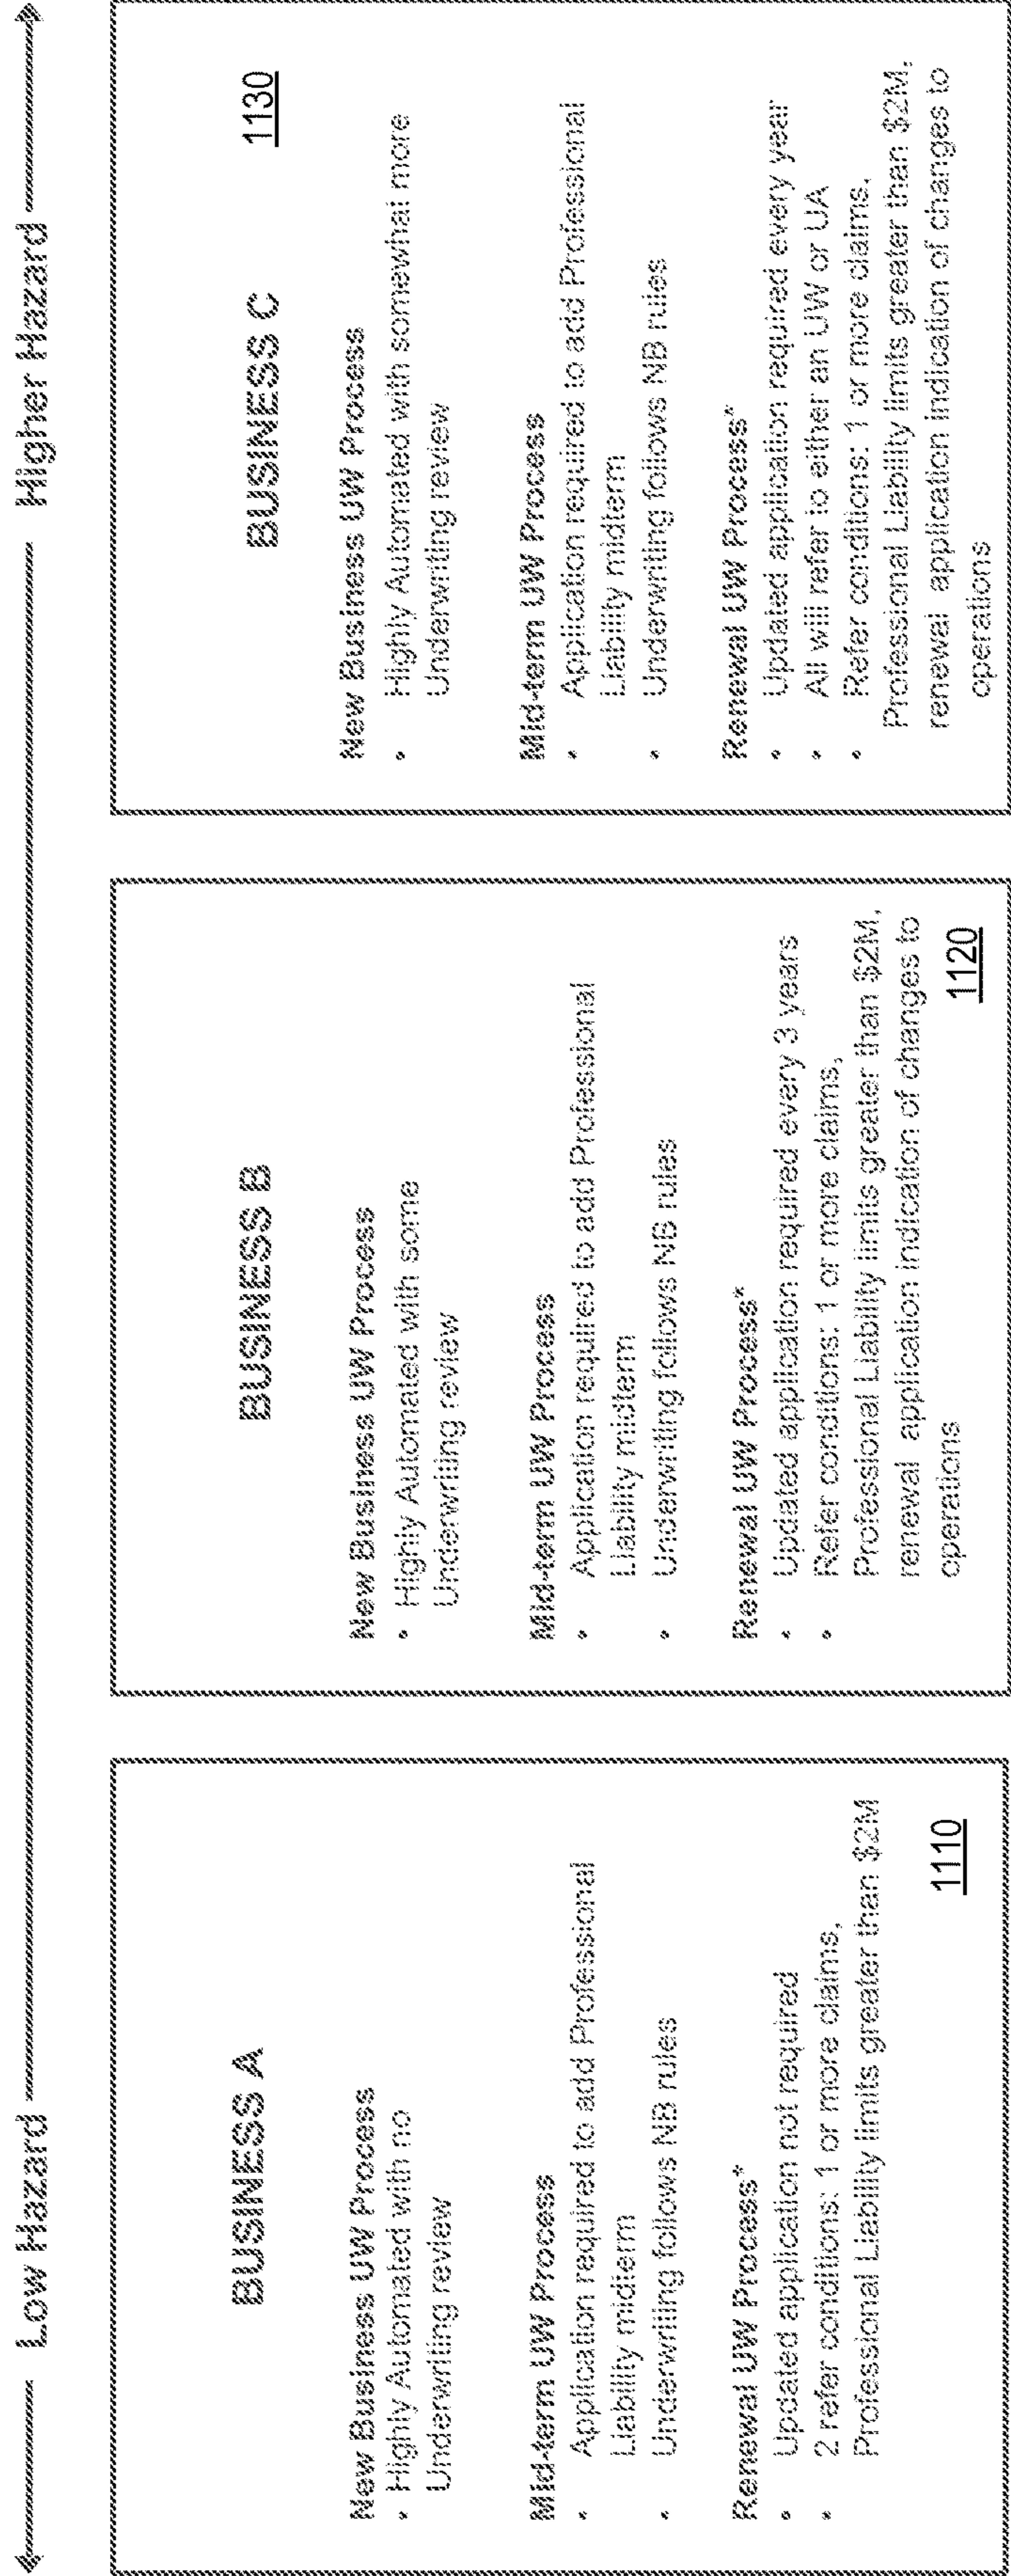 Low Hazard
Higher Hazard
BUSINESS A
New Business UW Process
• Highly Automated with no
Underwriting review
Mid-term UW Process
• Application required to add Professional
Liability midterm
• Underwriting follows NB rules
Renewal UW Process*
• Updated application not required
• 2 refer conditions: 1 or more claims,
Professional Liability limits greater than $2M
1110
BUSINESS B
New Business UW Process
• Highly Automated with some
Underwriting review
Mid-term UW Process
• Application required to add Professional
Liability midterm
• Underwriting follows NB rules
Renewal UW Process*
• Updated application required every 3 years
• Refer conditions: 1 or more claims,
Professional Liability limits greater than $2M,
renewal application indication of changes to
operations
1120
BUSINESS C
1130
New Business UW Process
• Highly Automated with somewhat more
Underwriting review
Mid-term UW Process
• Application required to add Professional
Liability midterm
• Underwriting follows NB rules
Renewal UW Process*
• Updated application required every year
• All will refer to either an UW or UA
• Refer conditions: 1 or more claims,
Professional Liability limits greater than $2M,
renewal application indication of changes to
operations